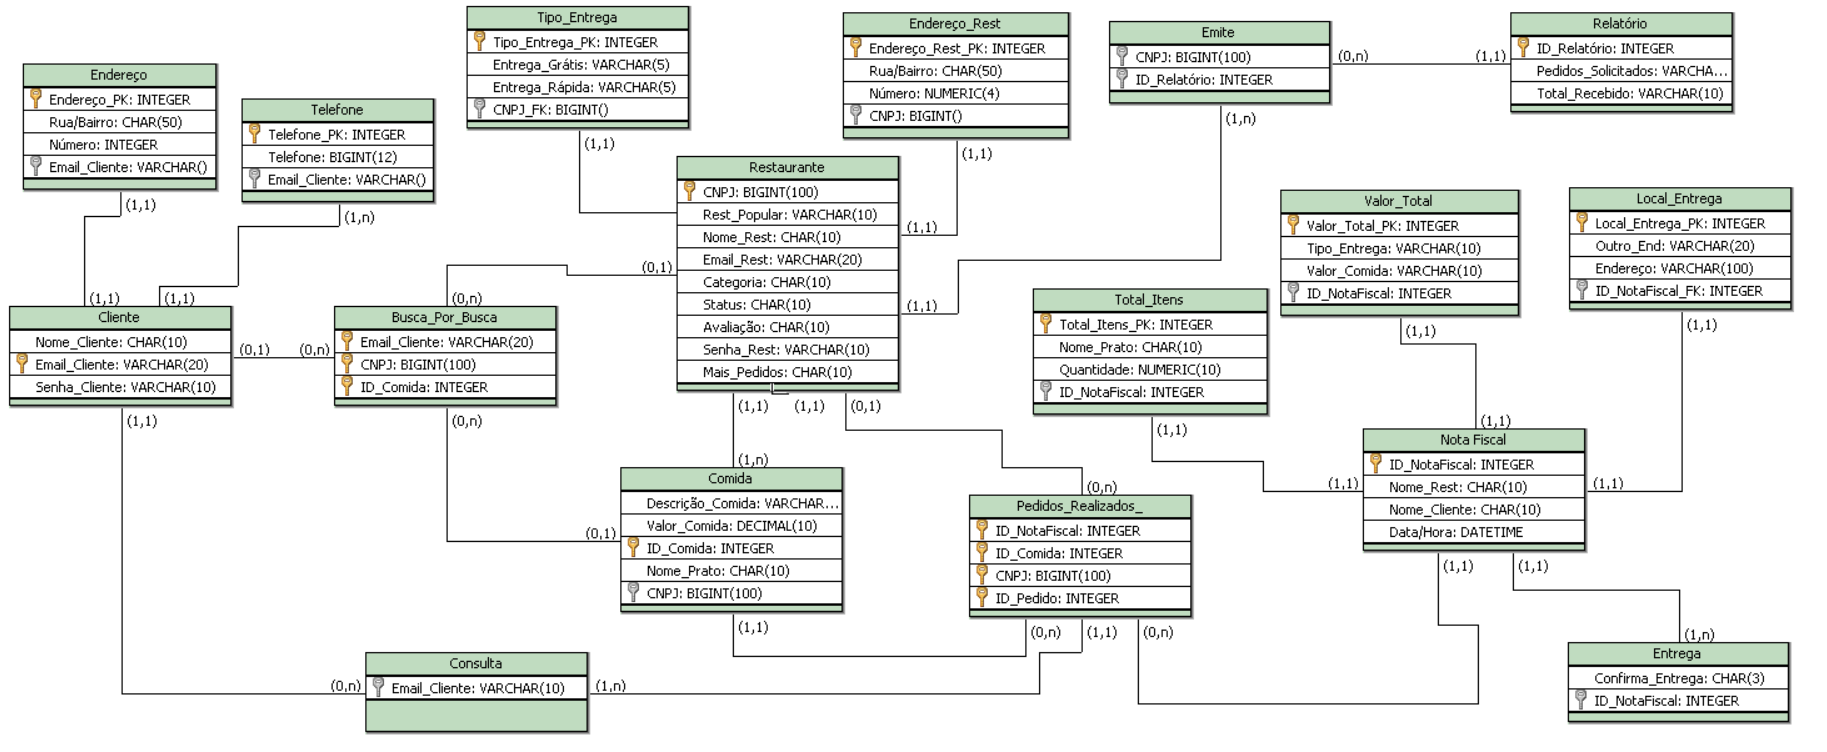 Tipo_Entrega
Tipo_Entrega_PK: INTEGER
Entrega_Grátis: VARCHAR(5)
Entrega_Rápida: VARCHAR(5)
CNPJ_FK: BIGINT()
(1,1)
Endereço_Rest
Endereço_Rest_PK: INTEGER
Rua/Bairro: CHAR(50)
Número: NUMERIC(4)
CNPJ: BIGINT()
(1,1)
Emite
CNPJ: BIGINT(100)
ID_Relatório: INTEGER
(0,n)
(1,1)
(1,n)
Relatório
ID_Relatório: INTEGER
Pedidos_Solicitados: VARCHA...
Total_Recebido: VARCHAR(10)
Endereço
Endereço_PK: INTEGER
Rua/Bairro: CHAR(50)
Número: INTEGER
Email_Cliente: VARCHAR()
(1,1)
Telefone
Telefone_PK: INTEGER
Telefone: BIGINT(12)
Email_Cliente: VARCHAR()
(1,n)
Restaurante
CNPJ: BIGINT(100)
Rest_Popular: VARCHAR(10)
Nome_Rest: CHAR(10)
Email_Rest: VARCHAR(20)
Categoria: CHAR(10)
Status: CHAR(10)
Avaliação: CHAR(10)
Senha_Rest: VARCHAR(10)
Mais_Pedidos: CHAR(10)
(1,1)
(0,1)
(1,1)
(1,1)
(1,1)
(0,1)
Valor_Total
Valor_Total_PK: INTEGER
Tipo_Entrega: VARCHAR(10)
Valor_Comida: VARCHAR(10)
ID_NotaFiscal: INTEGER
(1,1)
Local_Entrega
Local_Entrega_PK: INTEGER
Outro_End: VARCHAR(20)
Endereço: VARCHAR(100)
ID_NotaFiscal_FK: INTEGER
(1,1)
Total_Itens
Total_Itens_PK: INTEGER
Nome_Prato: CHAR(10)
Quantidade: NUMERIC(10)
ID_NotaFiscal: INTEGER
(1,1)
(1,1)
(1,1)
Cliente
Nome_Cliente: CHAR(10)
Email_Cliente: VARCHAR(20)
Senha_Cliente: VARCHAR(10)
(0,1)
(0,n)
(1,1)
(0,n)
Busca_Por_Busca
Email_Cliente: VARCHAR(20)
CNPJ: BIGINT(100)
ID_Comida: INTEGER
(0,n)
(1,1)
Nota Fiscal
ID_NotaFiscal: INTEGER
Nome_Rest: CHAR(10)
Nome_Cliente: CHAR(10)
Data/Hora: DATETIME
(1,1)
(1,1)
(1,1)
(1,1)
(1,n)
Comida
Descrição_Comida: VARCHAR...
Valor_Comida: DECIMAL(10)
ID_Comida: INTEGER
Nome_Prato: CHAR(10)
CNPJ: BIGINT(100)
(0,1)
(1,1)
(0,n)
Pedidos_Realizados_
ID_NotaFiscal: INTEGER
ID_Comida: INTEGER
CNPJ: BIGINT(100)
ID_Pedido: INTEGER
(0,n)
(1,1)
(0,n)
(1,n)
Entrega
Confirma_Entrega: CHAR(3)
ID_NotaFiscal: INTEGER
Consulta
Email_Cliente: VARCHAR(10)
(0,n)
(1,n)